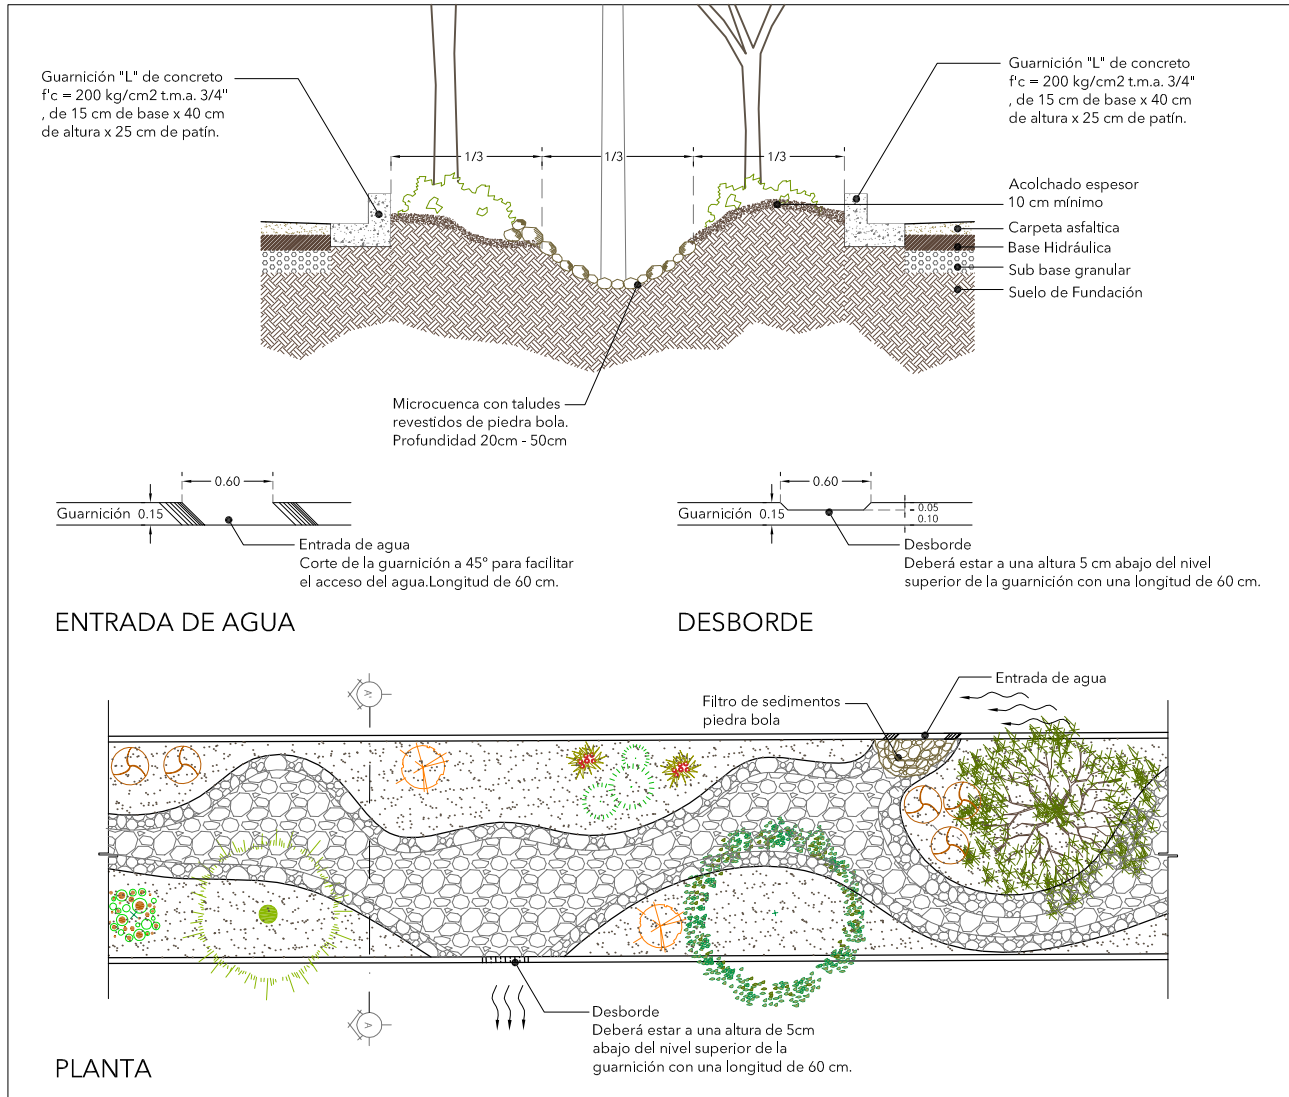 Guarnición "L" de concreto
f'c = 200 kg/cm2 t.m.a. 3/4"
, de 15 cm de base x 40 cm
de altura x 25 cm de patín.
Guarnición "L" de concreto
f'c = 200 kg/cm2 t.m.a. 3/4"
, de 15 cm de base x 40 cm
de altura x 25 cm de patín.
1/3
1/3
1/3
Acolchado espesor
10 cm mínimo
Carpeta asfaltica
Base Hidráulica
Sub base granular
Suelo de Fundación
Microcuenca con taludes
revestidos de piedra bola.
Profundidad 20cm - 50cm
0.60
Guarnición 0.15
Entrada de agua
Corte de la guarnición a 45º para facilitar
el acceso del agua.Longitud de 60 cm.
ENTRADA DE AGUA
0.60
Guarnición 0.15
0.05
0.10
Desborde
Deberá estar a una altura 5 cm abajo del nivel
superior de la guarnición con una longitud de 60 cm.
DESBORDE
A'
Filtro de sedimentos
piedra bola
Entrada de agua
A'
Desborde
Deberá estar a una altura de 5cm
abajo del nivel superior de la
guarnición con una longitud de 60 cm.
PLANTA